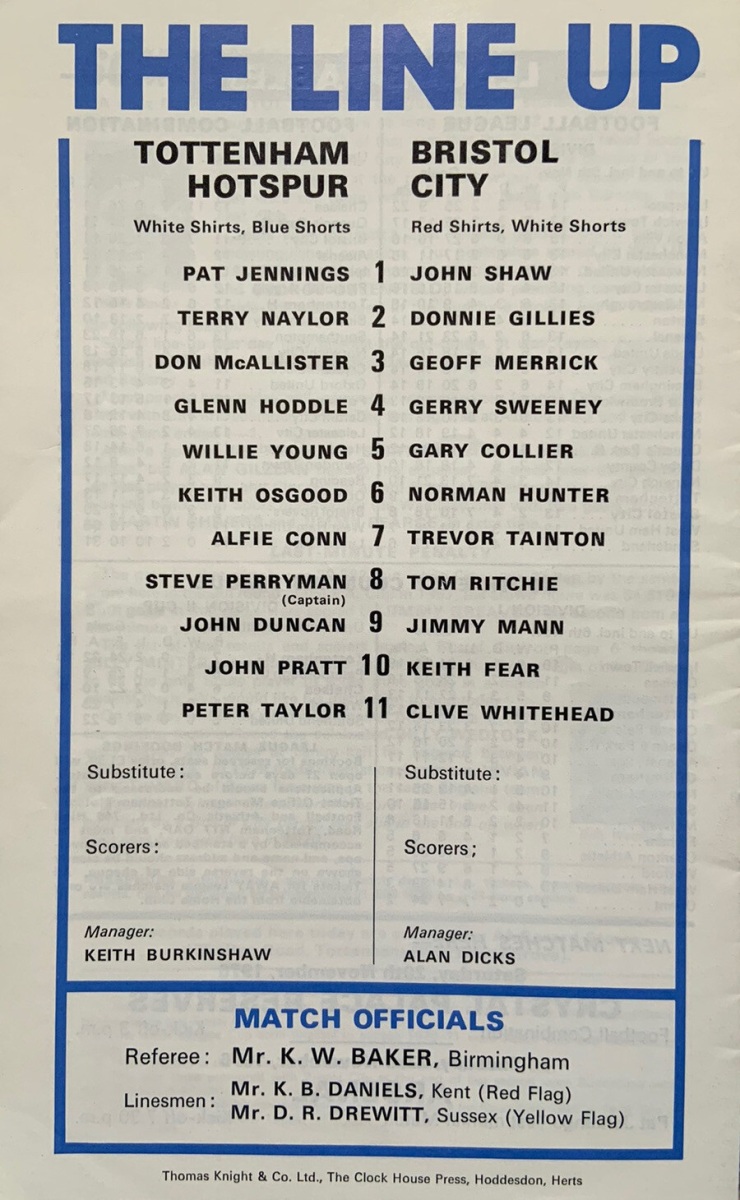 THE LINE UP
TOTTENHAM HOTSPUR
BRISTOL CITY
White Shirts, Blue Shorts
Red Shirts, White Shorts
PAT JENNINGS 1 JOHN SHAW
TERRY NAYLOR 2 DONNIE GILLIES
DON McALLISTER 3 GEOFF MERRICK
GLENN HODDLE 4 GERRY SWEENEY
WILLIE YOUNG 5 GARY COLLIER
KEITH OSGOOD 6 NORMAN HUNTER
ALFIE CONN 7 TREVOR TAINTON
STEVE PERRYMAN 8 TOM RITCHIE
(Captain)
JOHN DUNCAN 9 JIMMY MANN
JOHN PRATT 10 KEITH FEAR
PETER TAYLOR 11 CLIVE WHITEHEAD
Substitute: Substitute:
Scorers: Scorers;
Manager: Manager:
KEITH BURKINSHAW ALAN DICKS
MATCH OFFICIALS
Referee: Mr. K. W. BAKER, Birmingham
Linesmen: Mr. K. B. DANIELS, Kent (Red Flag)
Mr. D. R. DREWITT, Sussex (Yellow Flag)
Thomas Knight & Co. Ltd., The Clock House Press, Hoddesdon, Herts